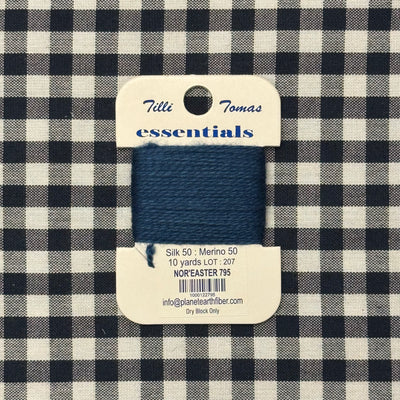 Tilli Tomas
essentials
Silk 50 : Merino 50
10 yards LOT : 207
NOR'EASTER 795
info@planetearthfiber.com
Dry Block Only